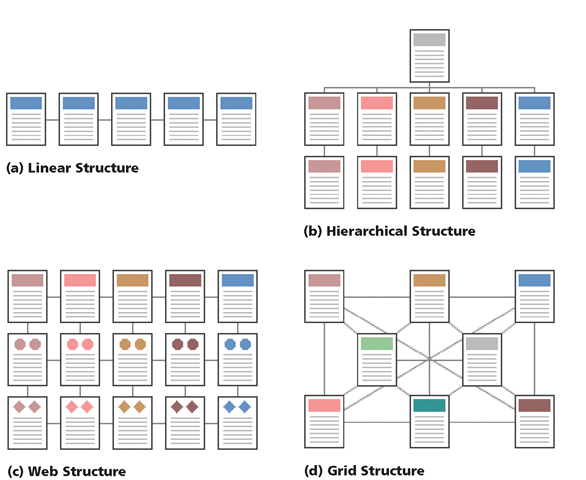 (a) Linear Structure
(b) Hierarchical Structure
(c) Web Structure
(d) Grid Structure